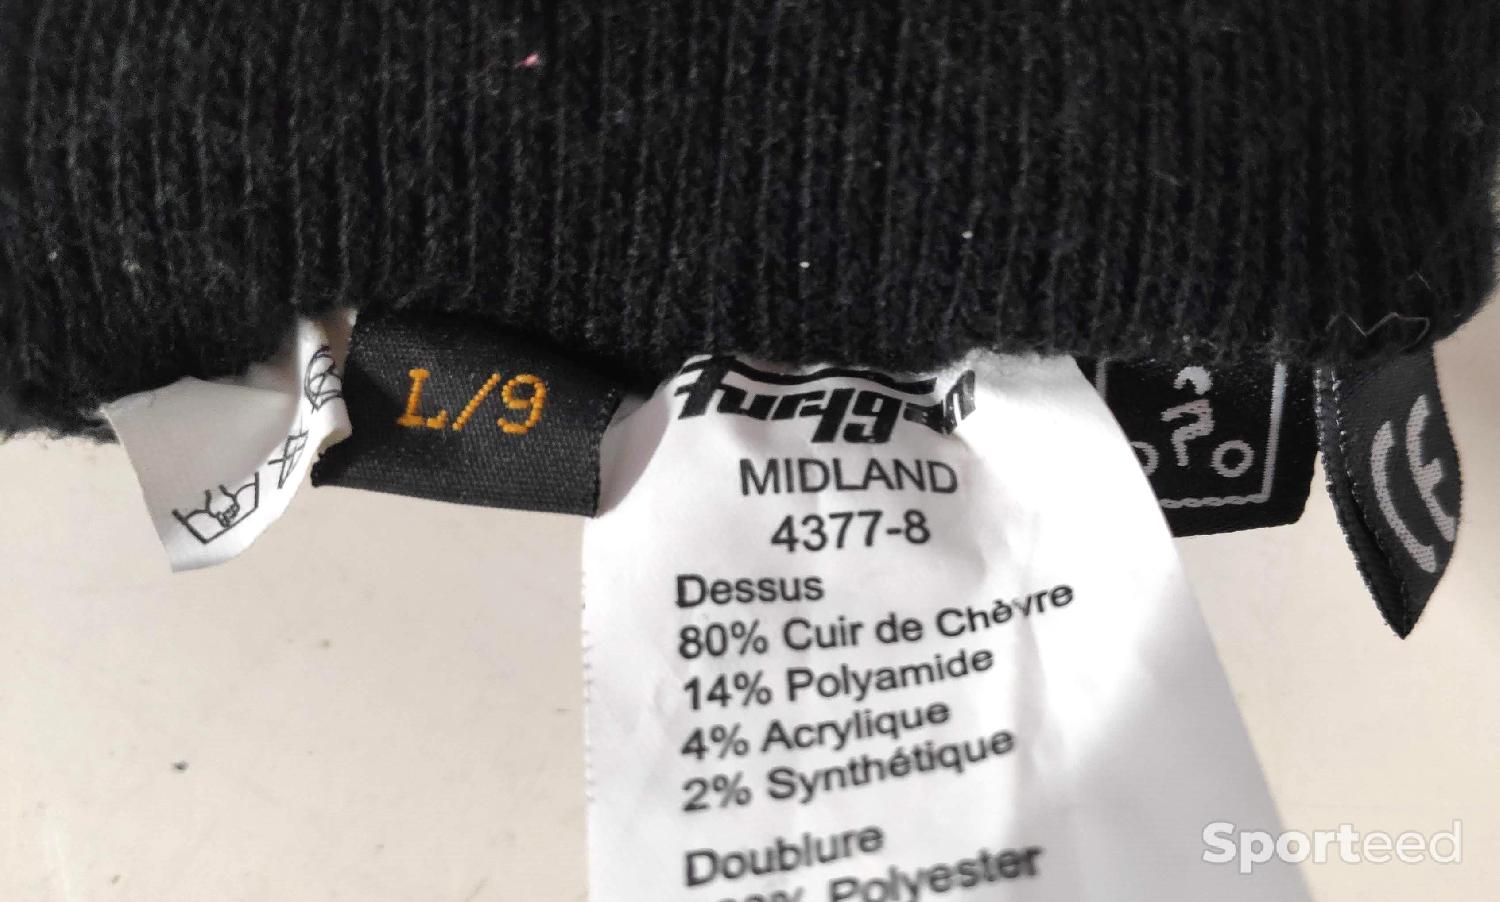 L/9
Furygan
MIDLAND
4377-8
Dessus
80% Cuir de Chèvre
14% Polyamide
4% Acrylique
2% Synthétique
Doublure
Polyester
CE
Sporteed